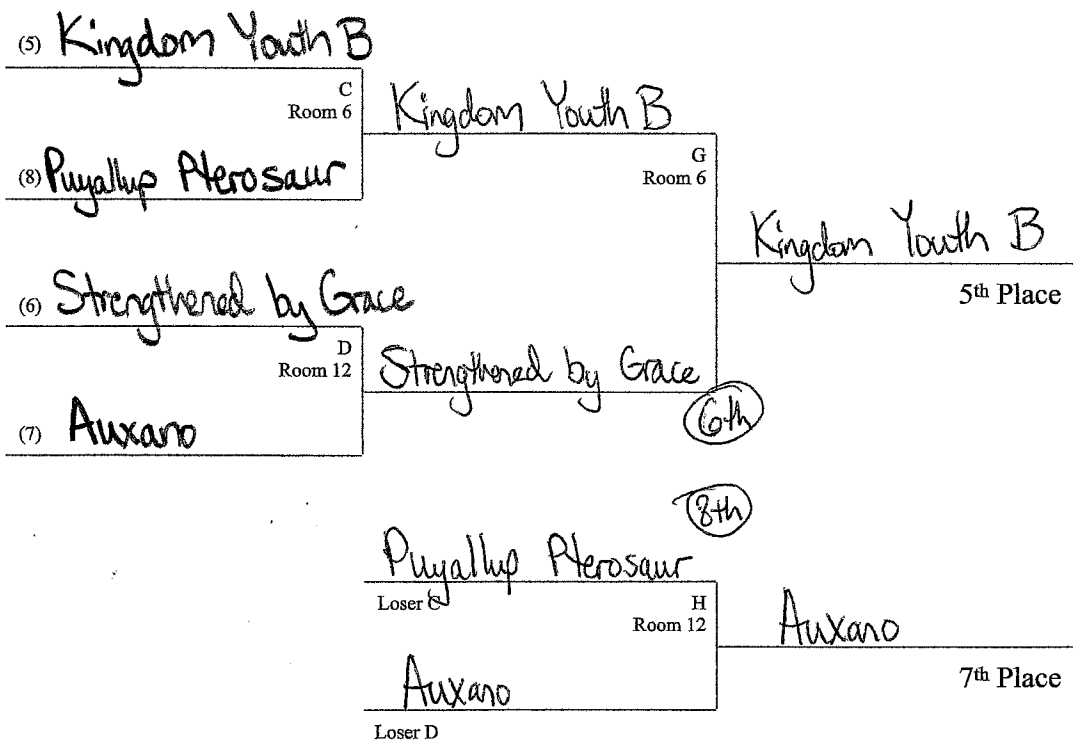 (5) Kingdom Youth B
C
Room 6
Kingdom Youth B
(8) Puyallup Pterosaur
G
Room 6
Kingdom Youth B
5th Place
(6) Strengthened by Grace
D
Room 12
Strengthened by Grace
6th
(7) Auxano
8th
Puyallup Pterosaur
Loser C
H
Room 12
Auxano
7th Place
Auxano
Loser D